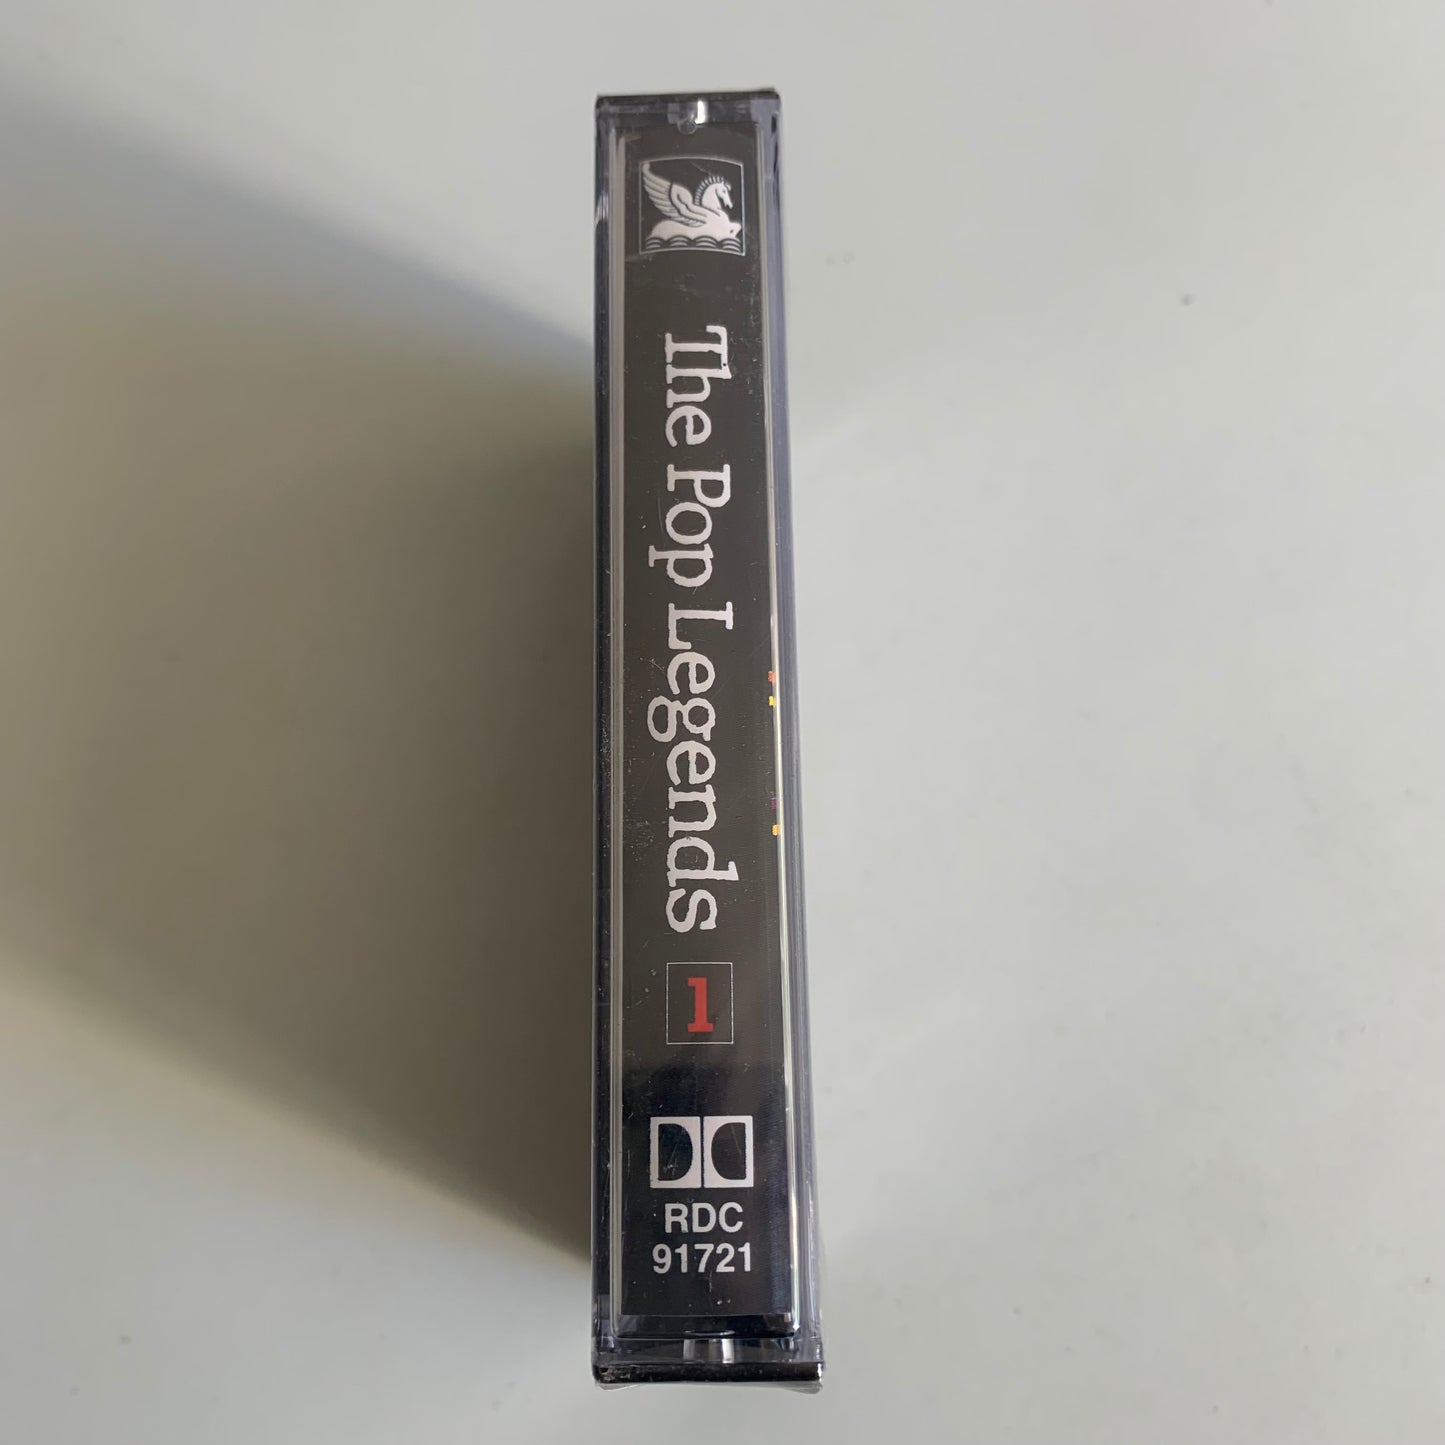 The Pop Legends
1
RDC
91721